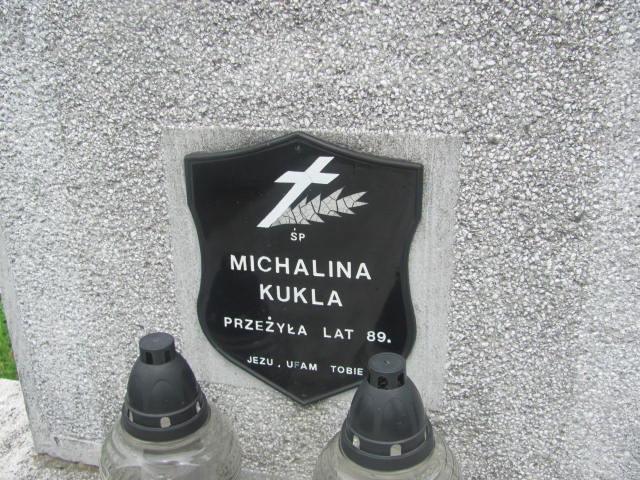 ŚP
MICHALINA
KUKLA
PRZEŻYŁA LAT 89.
JEZU, UFAM TOBIE